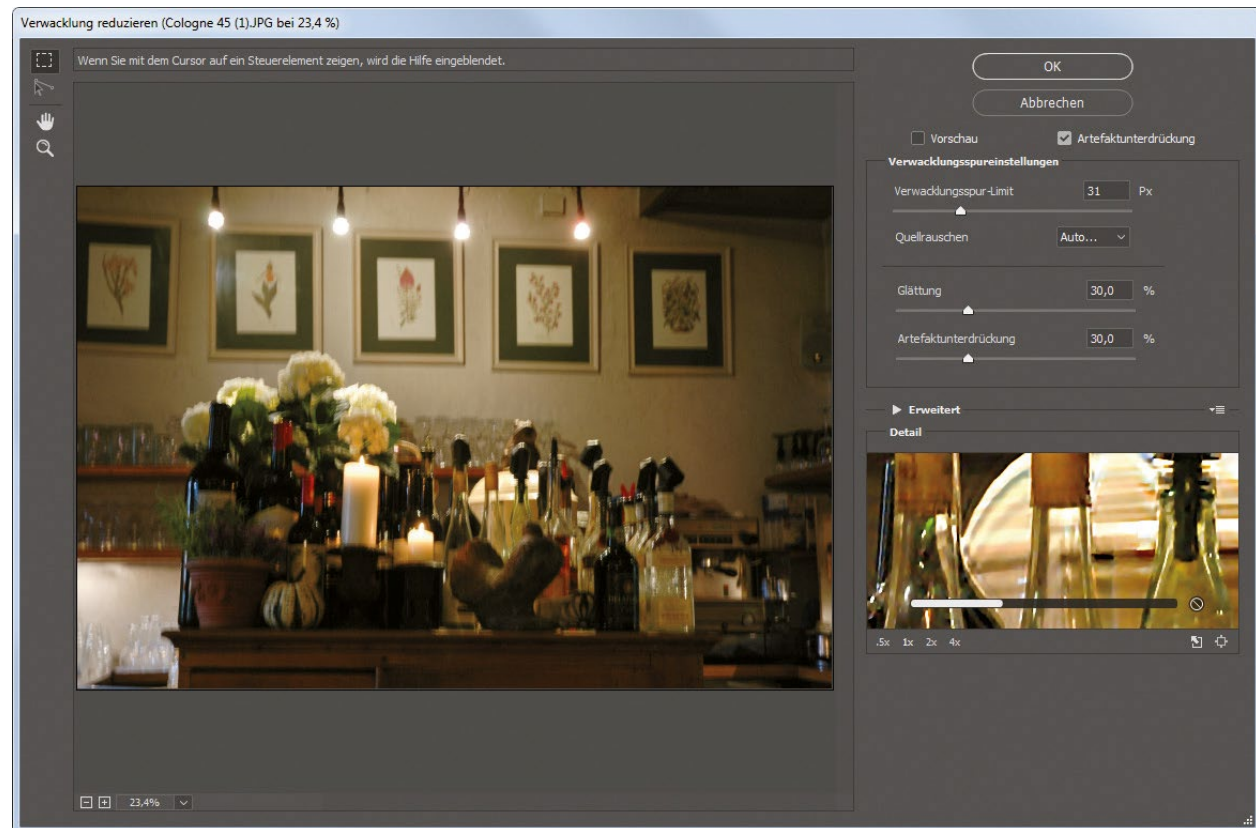 Verwacklung reduzieren (Cologne 45 (1).JPG bei 23,4 %)
Wenn Sie mit dem Cursor auf ein Steuerelement zeigen, wird die Hilfe eingeblendet.
OK
Abbrechen
Vorschau Artefaktunterdrückung
Verwacklungsspureinstellungen
Verwacklungsspur-Limit 31 Px
Quellrauschen Auto...
Glättung 30,0 %
Artefaktunterdrückung 30,0 %
Erweitert
Detail
.5x 1x 2x 4x
23,4%